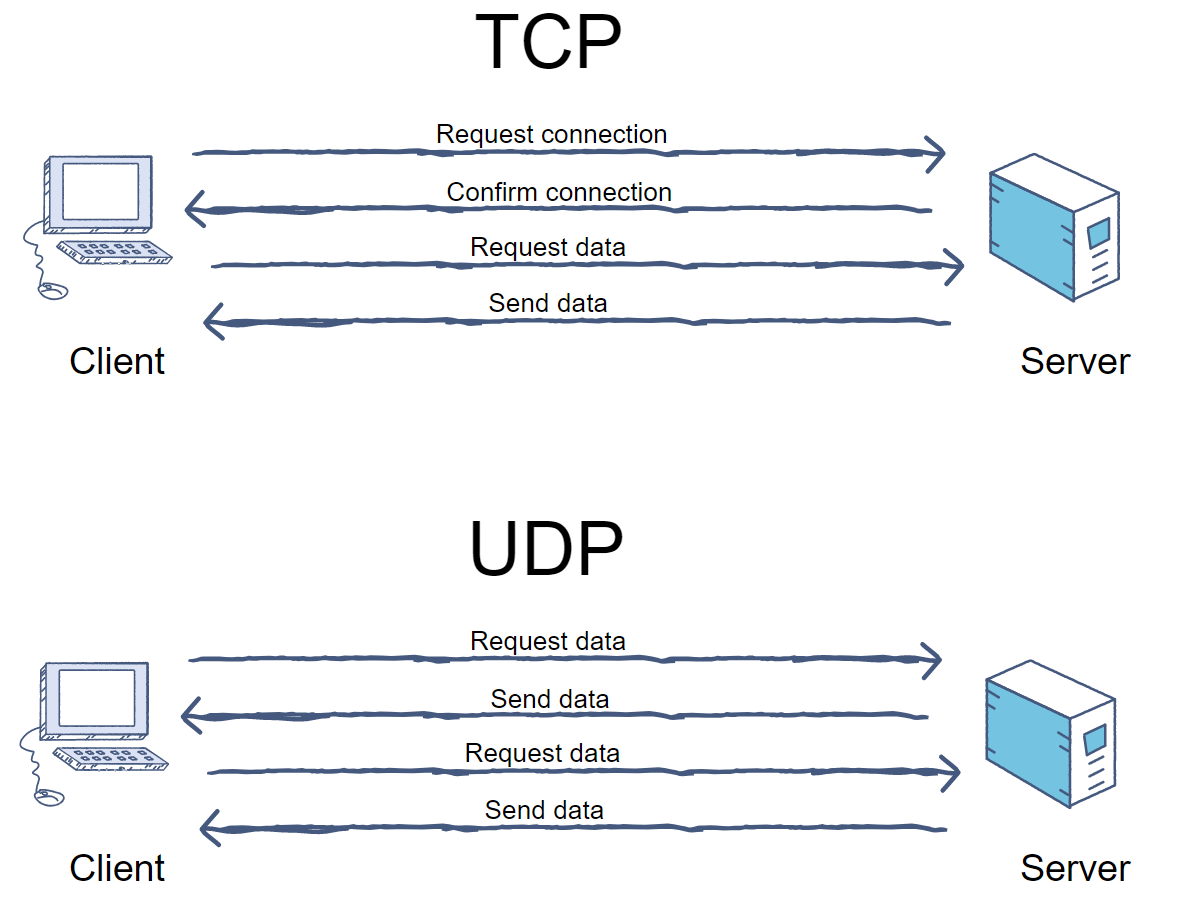 TCP
Request connection
Confirm connection
Request data
Send data
Client
Server
UDP
Request data
Send data
Request data
Send data
Client
Server